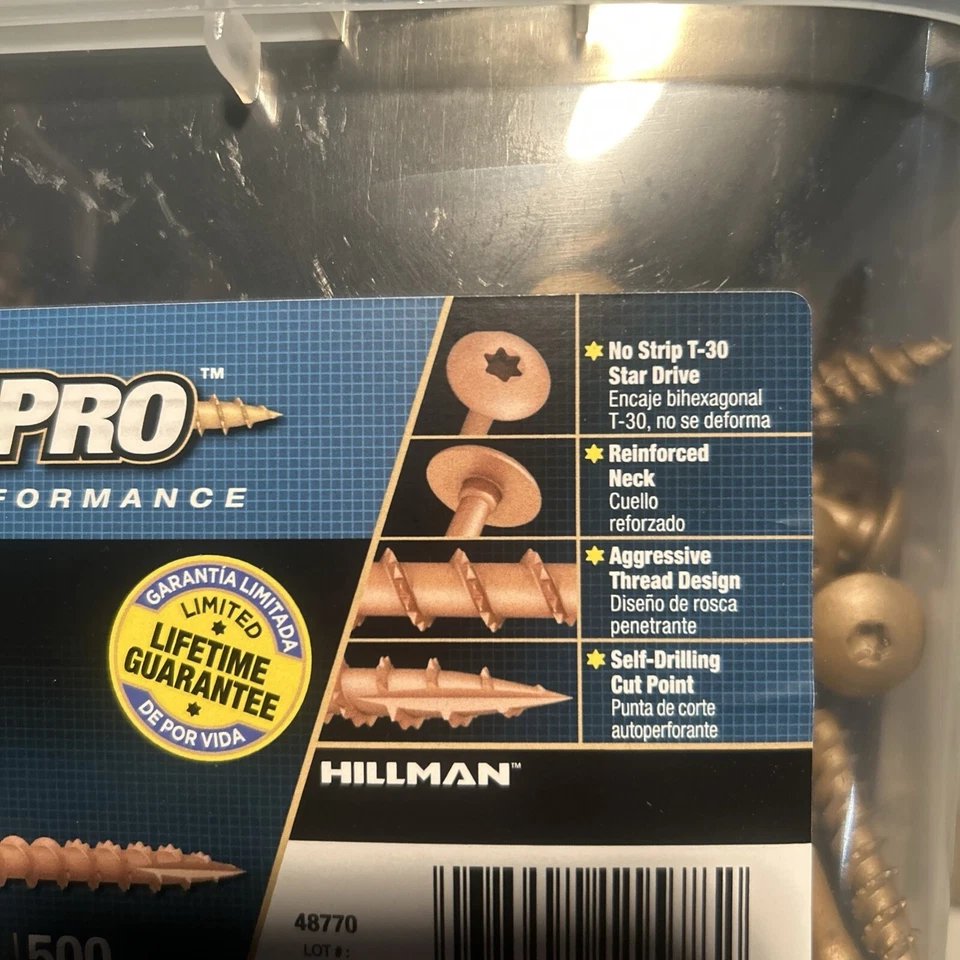 PRO™
FORMANCE
GARANTÍA LIMITADA
LIMITED
LIFETIME
GUARANTEE
DE POR VIDA
No Strip T-30
Star Drive
Encaje bihexagonal
T-30, no se deforma
Reinforced
Neck
Cuello
reforzado
Aggressive
Thread Design
Diseño de rosca
penetrante
Self-Drilling
Cut Point
Punta de corte
autoperforante
HILLMAN™
48770
LOT # :
500